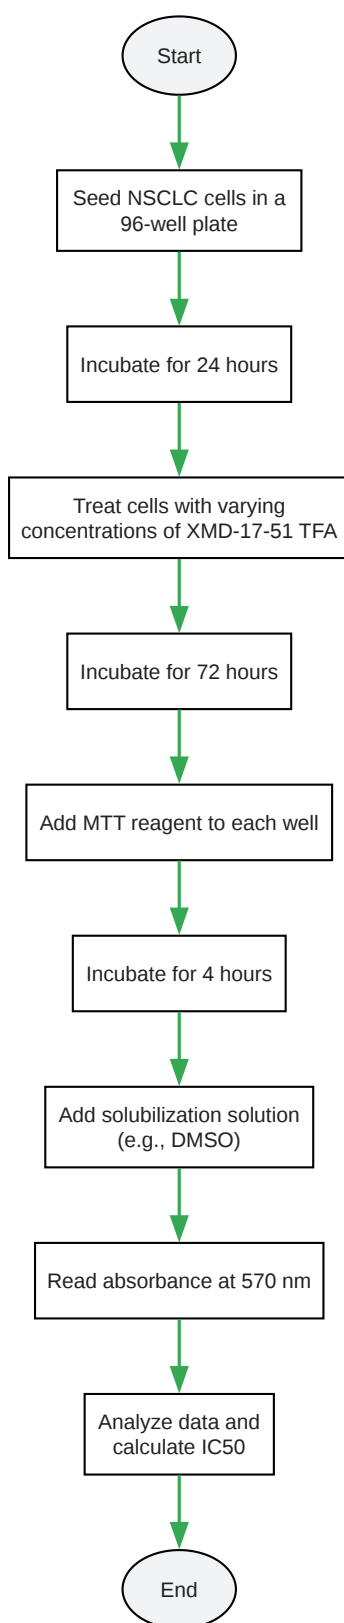 Start
Seed NSCLC cells in a
96-well plate
Incubate for 24 hours
Treat cells with varying
concentrations of XMD-17-51 TFA
Incubate for 72 hours
Add MTT reagent to each well
Incubate for 4 hours
Add solubilization solution
(e.g., DMSO)
Read absorbance at 570 nm
Analyze data and
calculate IC50
End